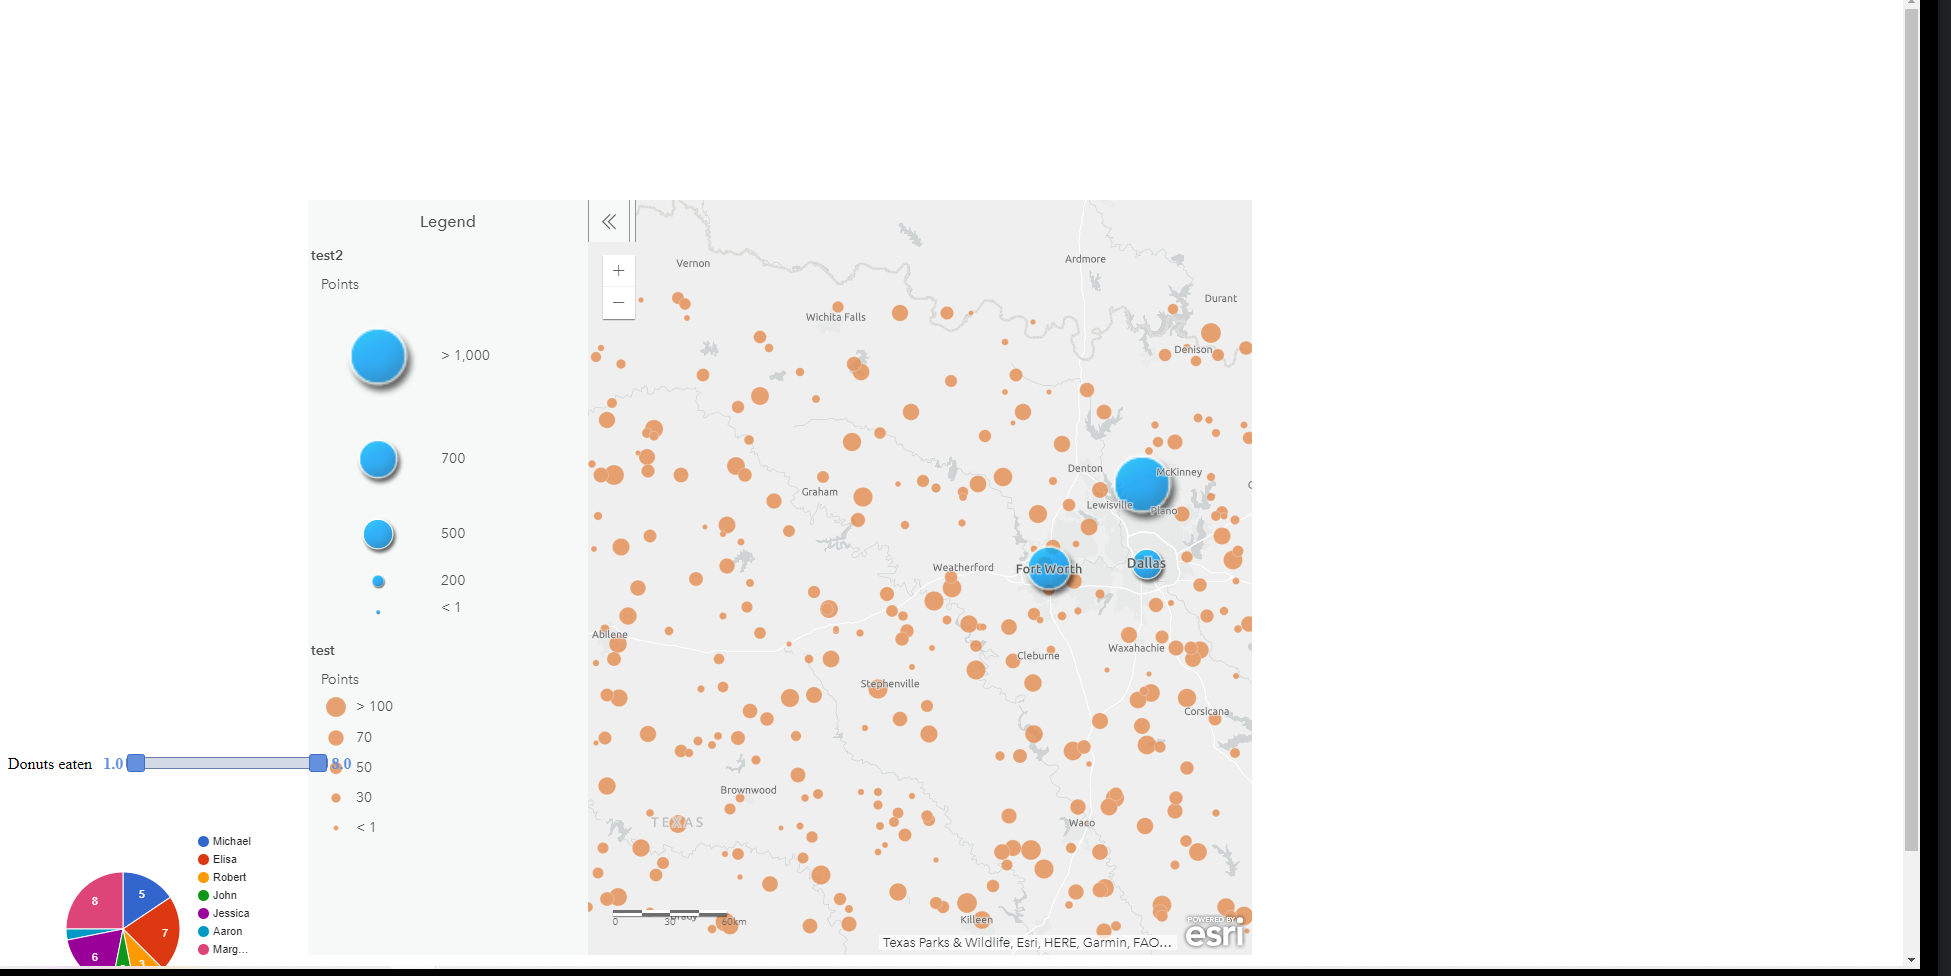 Legend
test2
Points
> 1,000
700
500
200
< 1
test
Points
> 100
70
50
30
< 1
Donuts eaten 1.0 8.0
Michael
Elisa
Robert
John
Jessica
Aaron
Marg...
5
7
3
6
8
+
−
Vernon
Ardmore
Durant
Wichita Falls
Denison
Denton
McKinney
Graham
Lewisville
Plano
Weatherford
Fort Worth
Dallas
Abilene
Cleburne
Waxahachie
Stephenville
Corsicana
Brownwood
TEXAS
Waco
Brady
0 30 60km
Killeen
Texas Parks & Wildlife, Esri, HERE, Garmin, FAO...
POWERED BY
esri